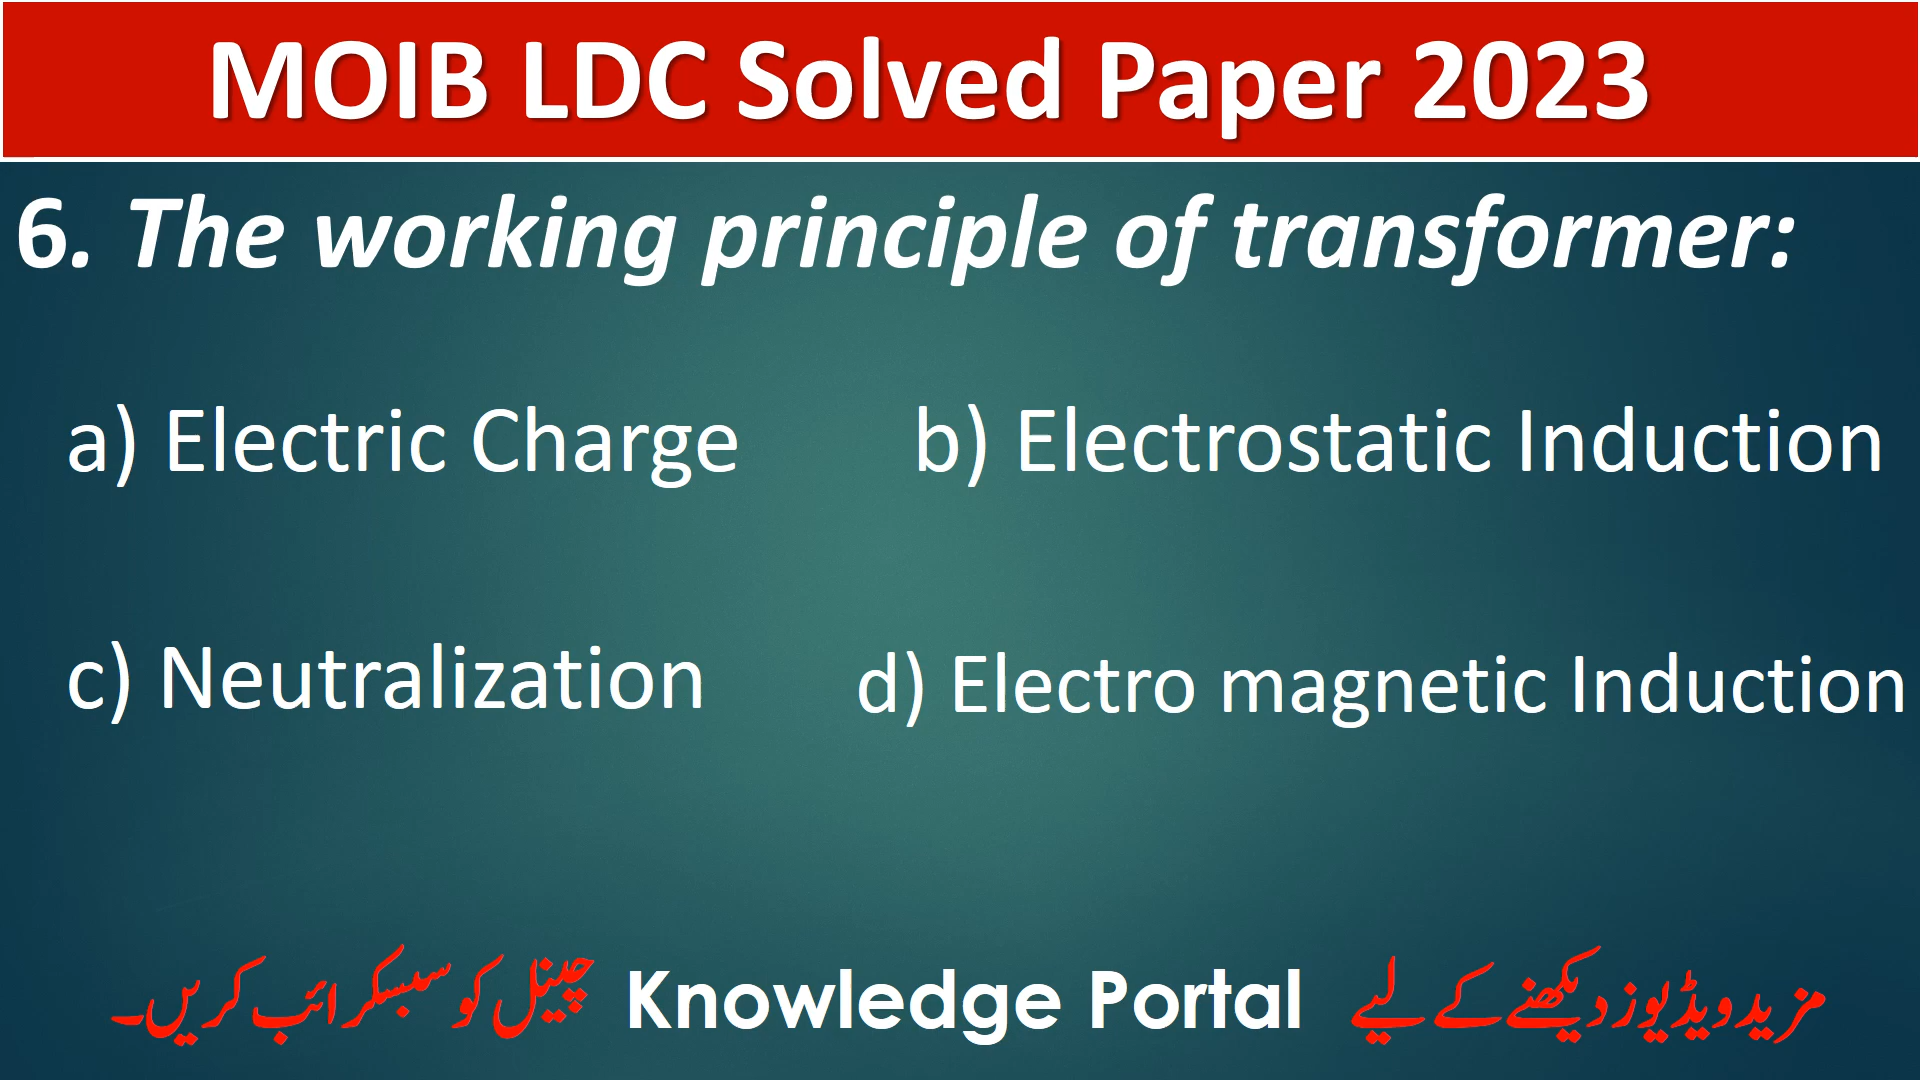 MOIB LDC Solved Paper 2023
6. The working principle of transformer:
a) Electric Charge b) Electrostatic Induction
c) Neutralization d) Electro magnetic Induction
مزید ویڈیوز دیکھنے کے لیے Knowledge Portal چینل کو سبسکرائب کریں۔